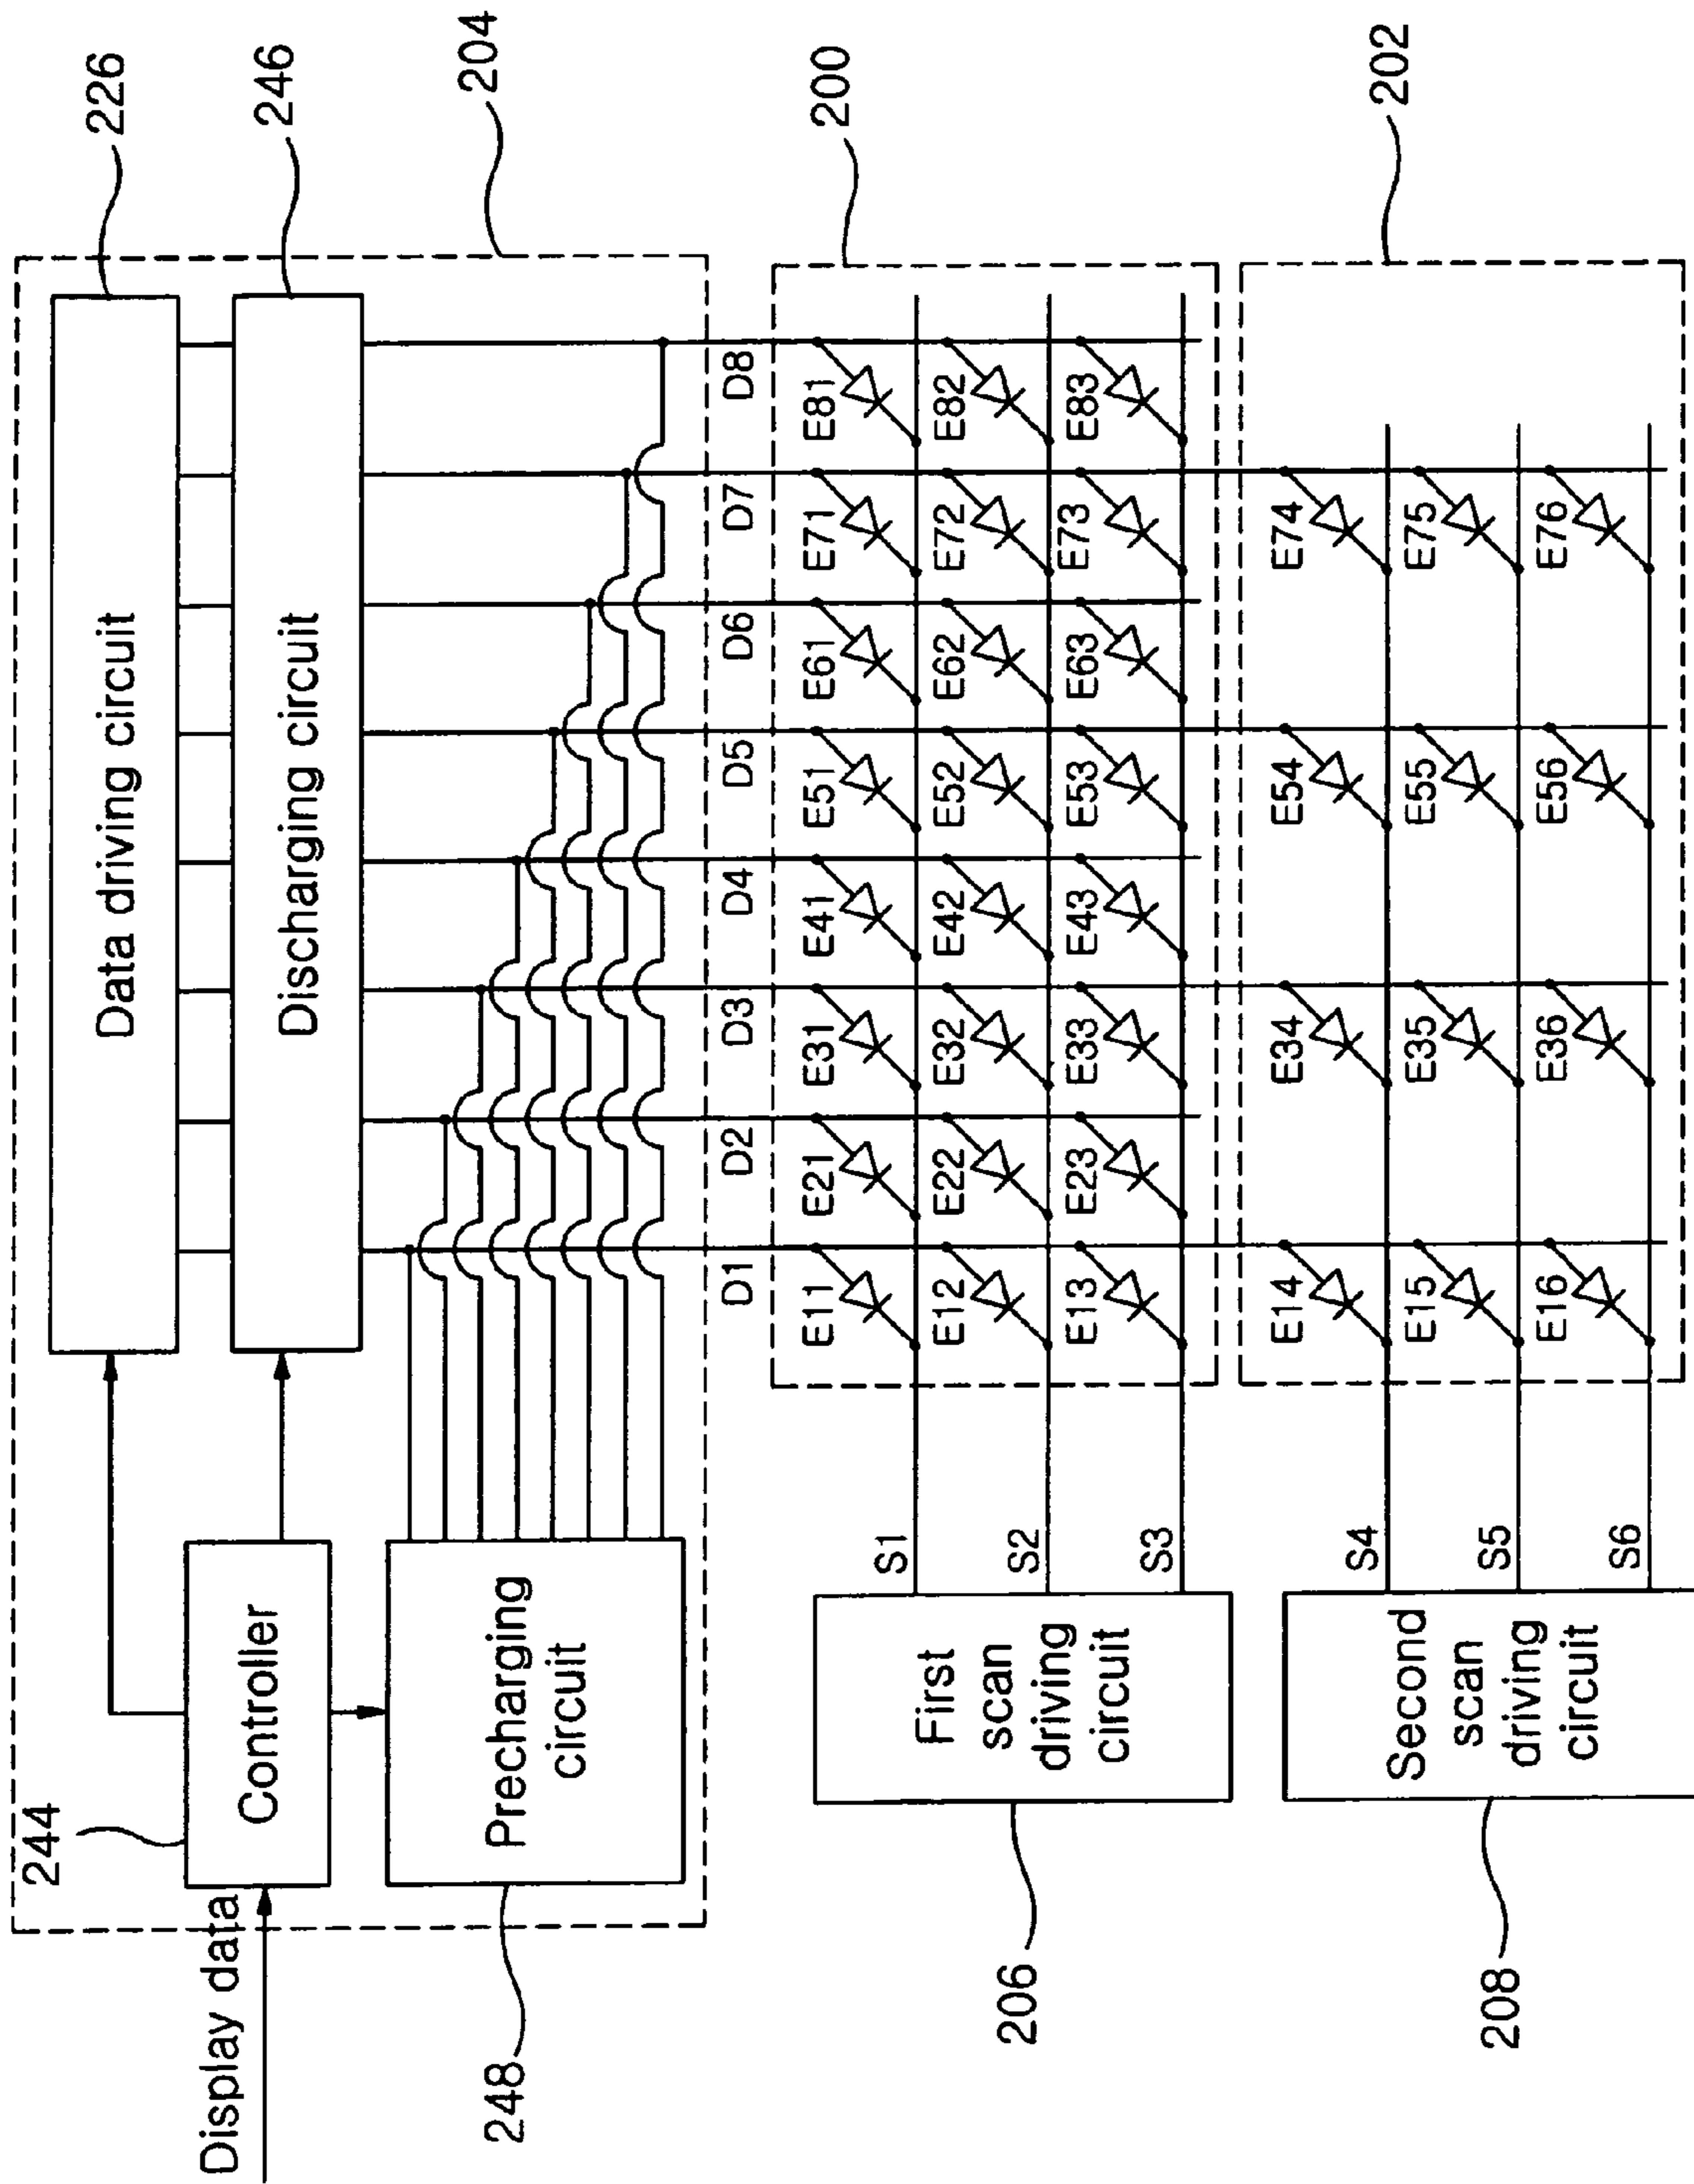 226
246
204
200
202
Data driving circuit
Discharging circuit
244
Controller
Display data
Prechargingcircuit
248
D1
D2
D3
D4
D5
D6
D7
D8
E11
E21
E31
E41
E51
E61
E71
E81
E12
E22
E32
E42
E52
E62
E72
E82
E13
E23
E33
E43
E53
E63
E73
E83
S1
S2
S3
First
scan
driving
circuit
206
E14
E34
E54
E74
E15
E35
E55
E75
E16
E36
E56
E76
S4
S5
S6
Second
scan
driving
circuit
208